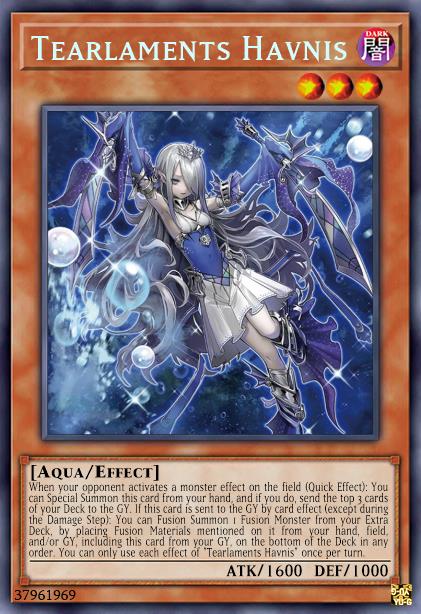 TEARLAMENTS HAVNIS
DARK
闇
[AQUA/EFFECT]
When your opponent activates a monster effect on the field (Quick Effect): You
can Special Summon this card from your hand, and if you do, send the top 3 cards
of your Deck to the GY. If this card is sent to the GY by card effect (except during
the Damage Step): You can Fusion Summon 1 Fusion Monster from your Extra
Deck, by placing Fusion Materials mentioned on it from your hand, field,
and/or GY, including this card from your GY, on the bottom of the Deck in any
order. You can only use each effect of "Tearlaments Havnis" once per turn.
ATK/1600 DEF/1000
37961969